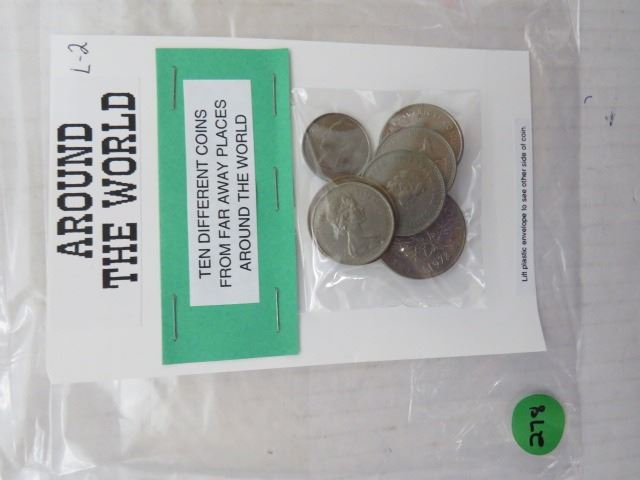 L-2
AROUND
THE WORLD
TEN DIFFERENT COINS
FROM FAR AWAY PLACES
AROUND THE WORLD
1972
Lift plastic envelope to see other side of coin.
278